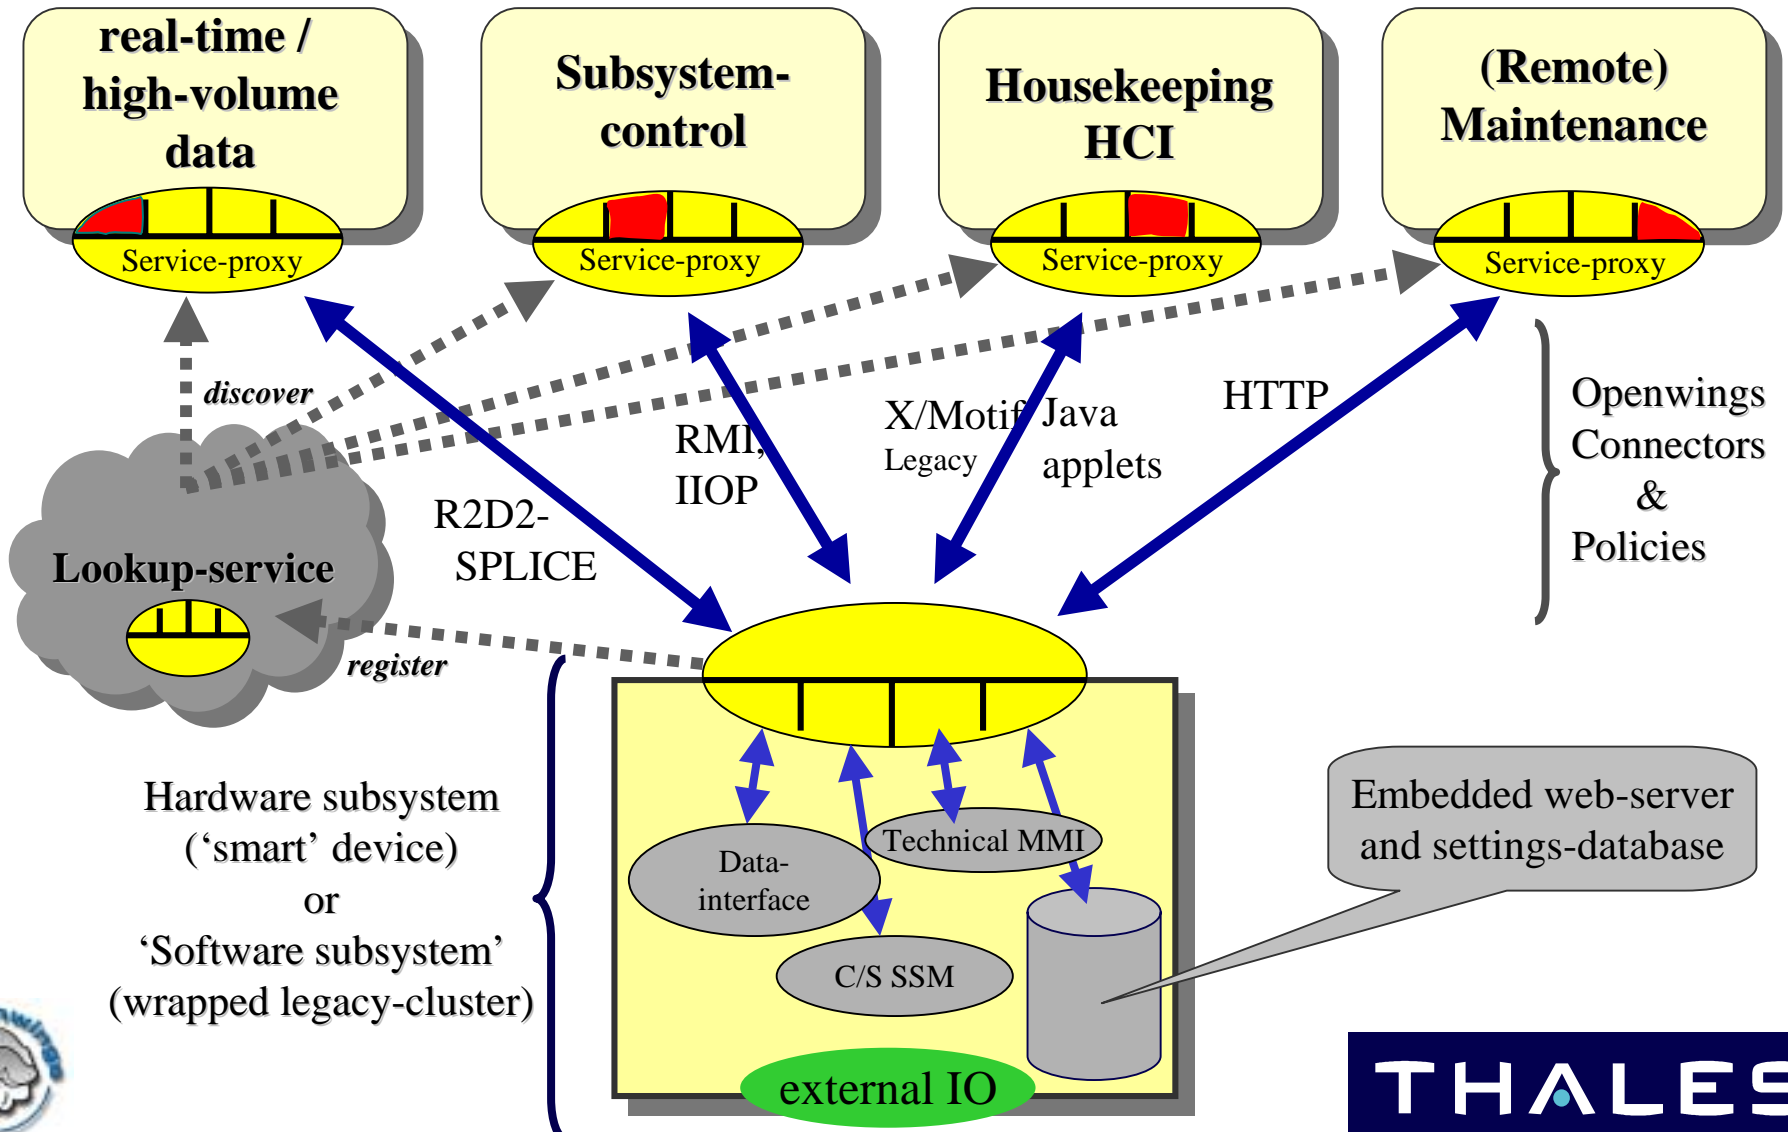 real-time /
high-volume
data
Service-proxy
Subsystem-
control
Service-proxy
Housekeeping
HCI
Service-proxy
(Remote)
Maintenance
Service-proxy
discover
R2D2-
SPLICE
RMI,
IIOP
X/Motif
Legacy
Java
applets
HTTP
Openwings
Connectors
&
Policies
Lookup-service
register
Hardware subsystem
(‘smart’ device)
or
‘Software subsystem’
(wrapped legacy-cluster)
Data-
interface
Technical MMI
C/S SSM
external IO
Embedded web-server
and settings-database
THALES